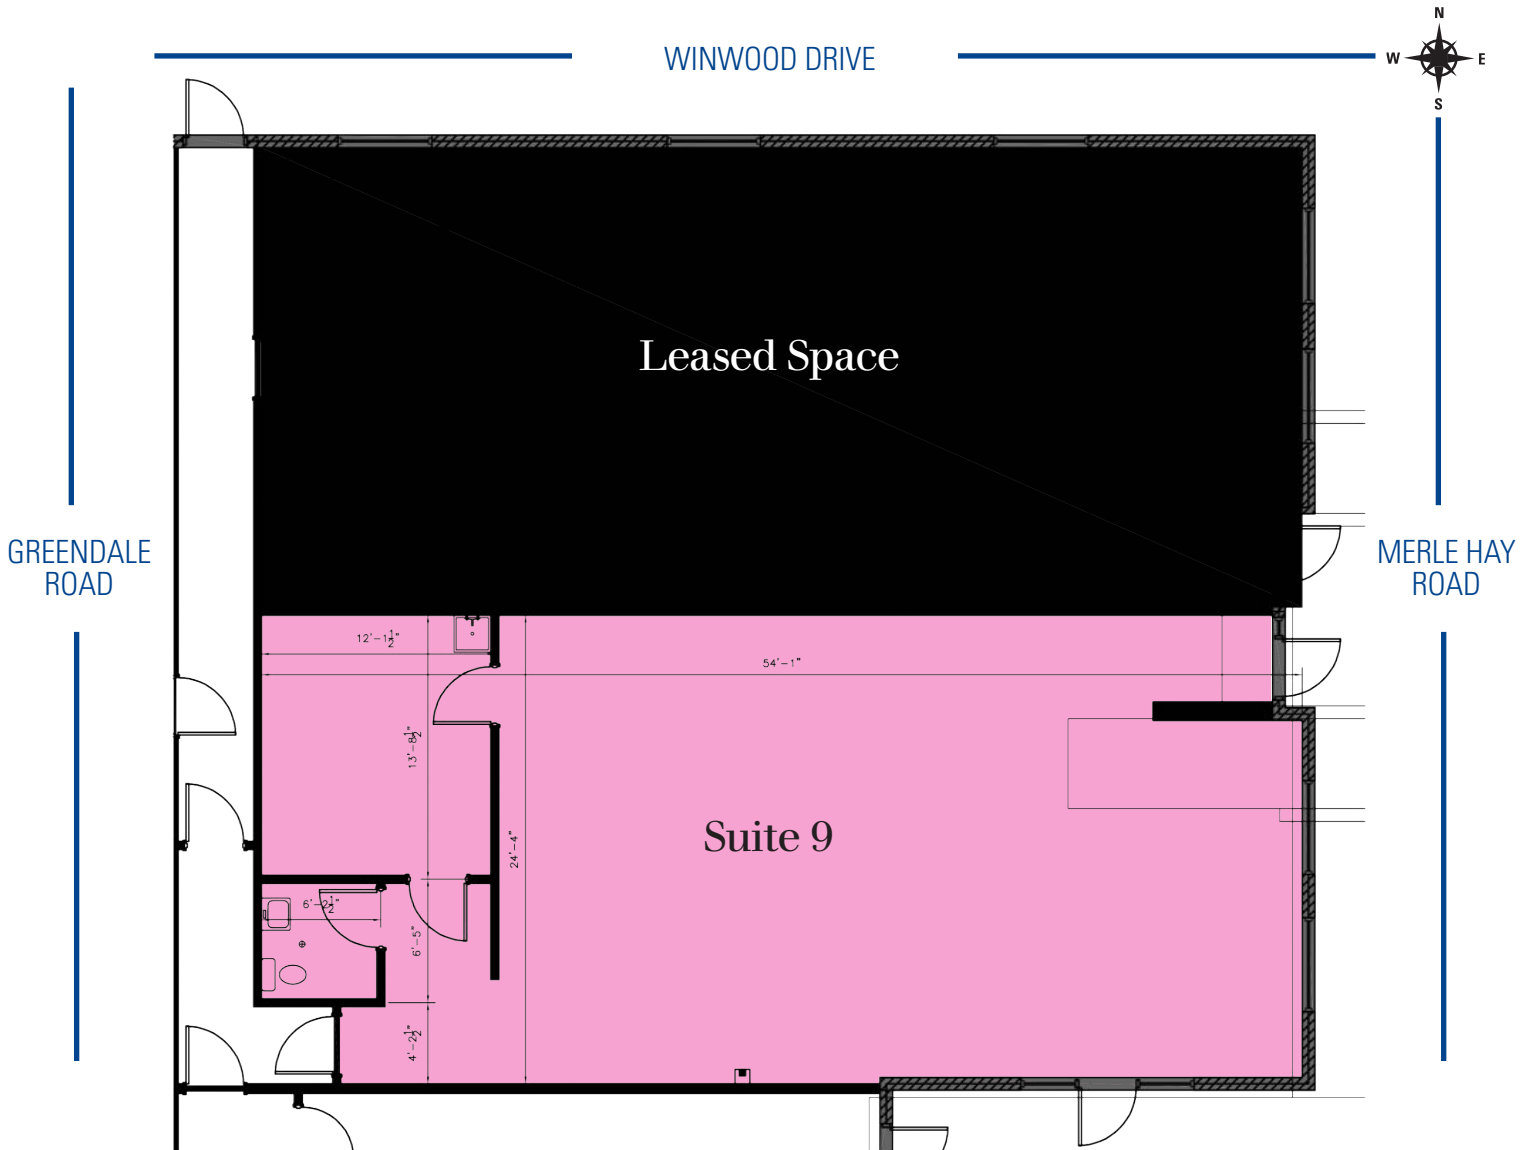 N
WINWOOD DRIVE
W E
S
Leased Space
GREENDALE
ROAD
MERLE HAY
ROAD
12'-1½"
54'-1"
13'-8½"
Suite 9
24'-4"
6'-2½"
6'-5"
4'-2½"